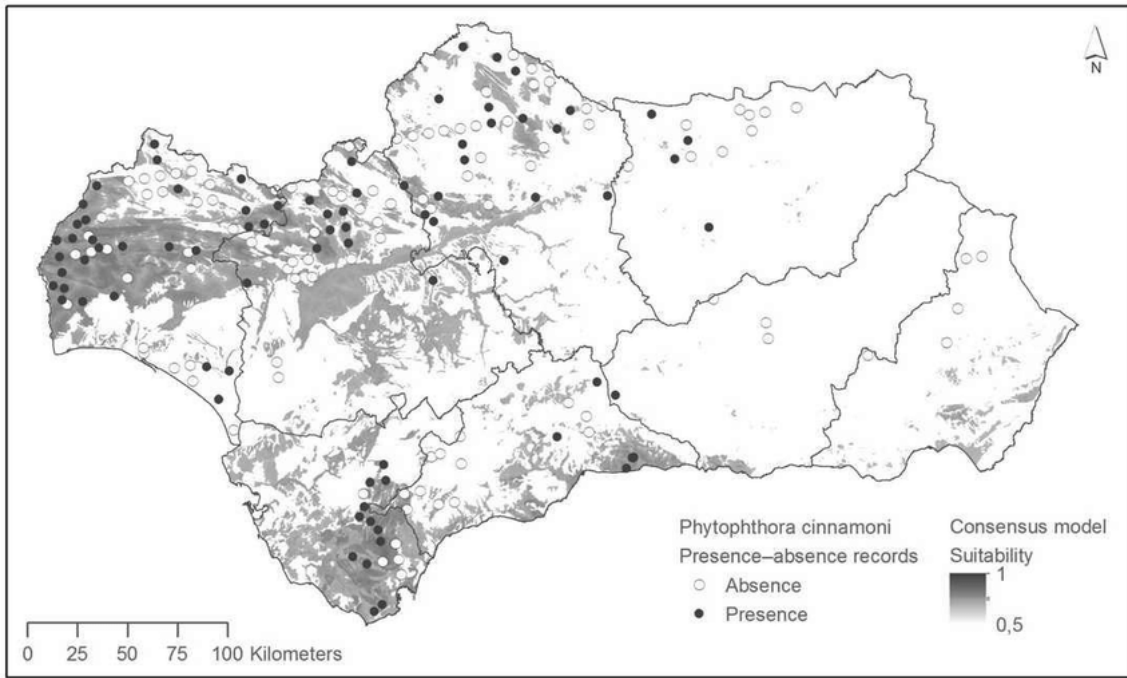 N
Phytophthora cinnamoni
Presence–absence records
Absence
Presence
Consensus model
Suitability
1
0,5
0 25 50 75 100 Kilometers